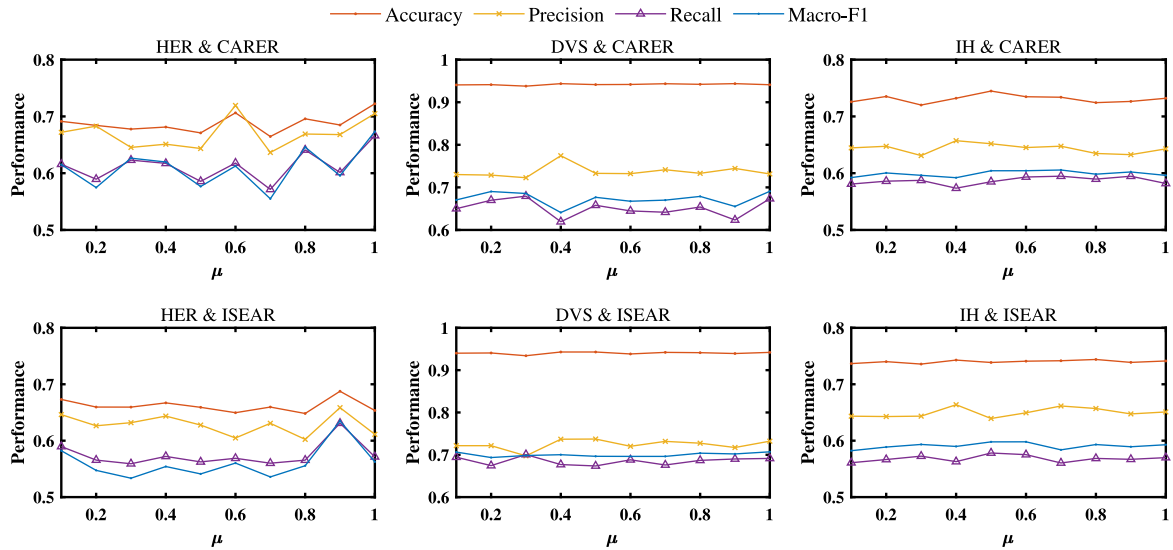 Accuracy Precision Recall Macro-F1
HER & CARER DVS & CARER IH & CARER
0.8 1 0.8
0.7 0.9 0.7
0.8
0.6 0.7 0.6
0.5 0.6 0.5
Performance Performance Performance
0.2 0.4 0.6 0.8 1 0.2 0.4 0.6 0.8 1 0.2 0.4 0.6 0.8 1
μ μ μ
HER & ISEAR DVS & ISEAR IH & ISEAR
0.8 1 0.8
0.7 0.9 0.7
0.8
0.6 0.7 0.6
0.5 0.6 0.5
Performance Performance Performance
0.2 0.4 0.6 0.8 1 0.2 0.4 0.6 0.8 1 0.2 0.4 0.6 0.8 1
μ μ μ